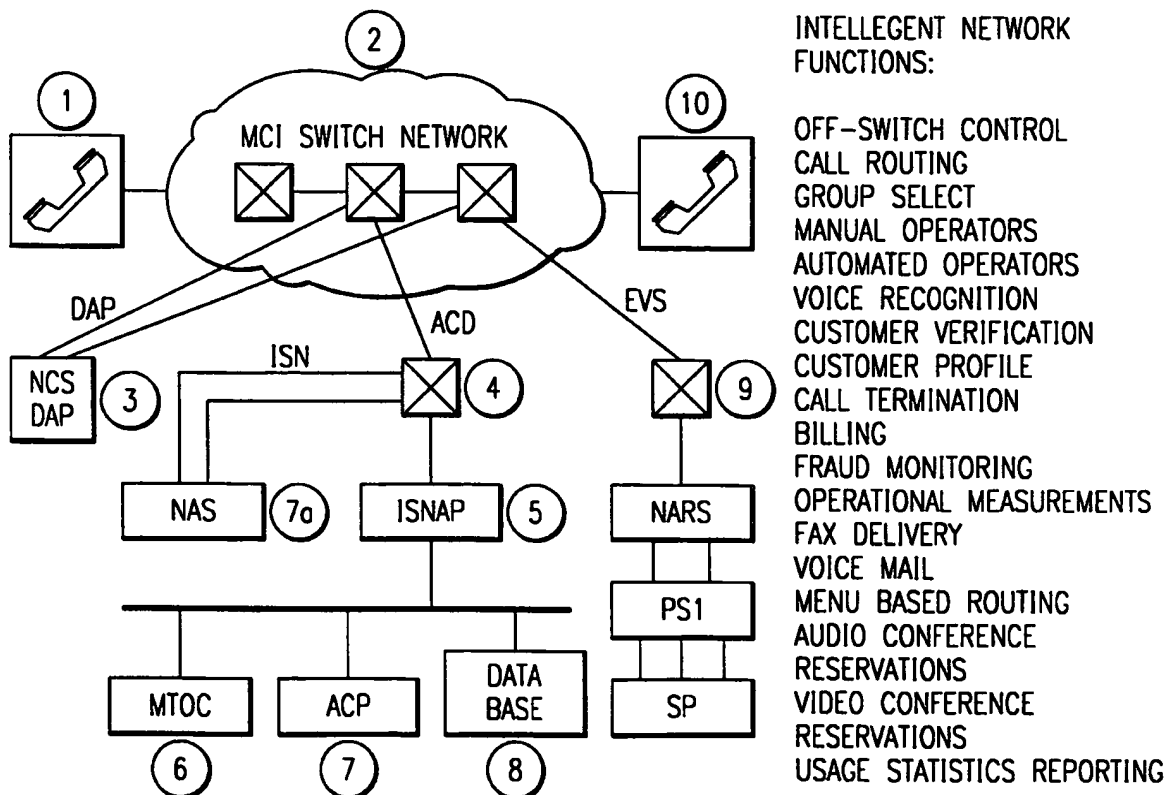 2
INTELLEGENT NETWORK
FUNCTIONS:
1
10
MCI SWITCH NETWORK
OFF-SWITCH CONTROL
CALL ROUTING
GROUP SELECT
MANUAL OPERATORS
AUTOMATED OPERATORS
VOICE RECOGNITION
CUSTOMER VERIFICATION
CUSTOMER PROFILE
CALL TERMINATION
BILLING
FRAUD MONITORING
OPERATIONAL MEASUREMENTS
FAX DELIVERY
VOICE MAIL
MENU BASED ROUTING
AUDIO CONFERENCE
RESERVATIONS
VIDEO CONFERENCE
RESERVATIONS
USAGE STATISTICS REPORTING
DAP
ACD
EVS
ISN
NCS
DAP
3
4
9
NAS
7a
ISNAP
5
NARS
PS1
MTOC
ACP
DATA
BASE
SP
6
7
8